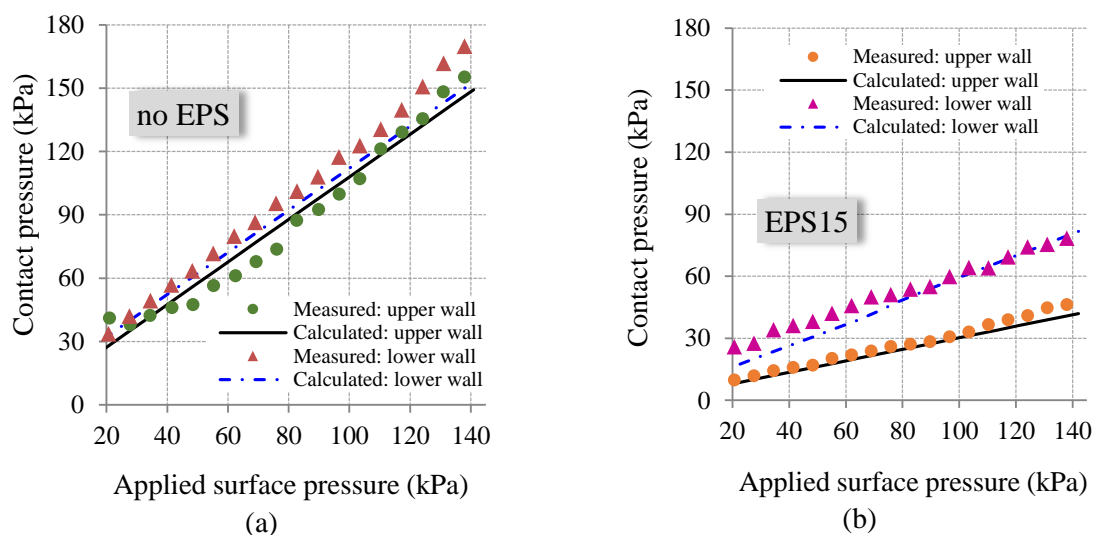 180
150
120
90
60
30
0
Contact pressure (kPa)
no EPS
Measured: upper wall
Calculated: upper wall
Measured: lower wall
Calculated: lower wall
20 40 60 80 100 120 140
Applied surface pressure (kPa)
(a)
180
150
120
90
60
30
0
Contact pressure (kPa)
Measured: upper wall
Calculated: upper wall
Measured: lower wall
Calculated: lower wall
EPS15
20 40 60 80 100 120 140
Applied surface pressure (kPa)
(b)